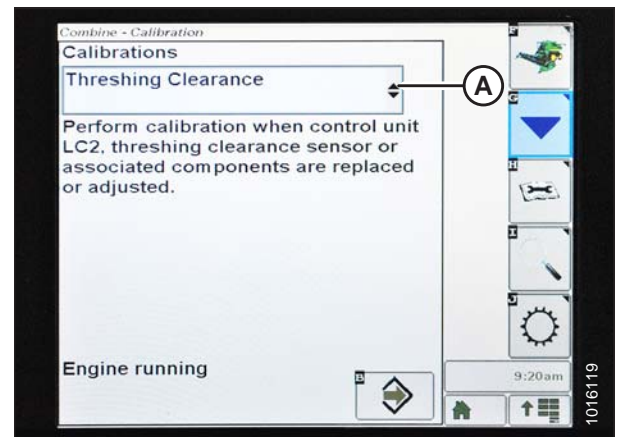 Combine - Calibration
Calibrations
Threshing Clearance
A
Perform calibration when control unit
LC2, threshing clearance sensor or
associated components are replaced
or adjusted.
Engine running
F
G
H
I
J
B
9:20am
1016119